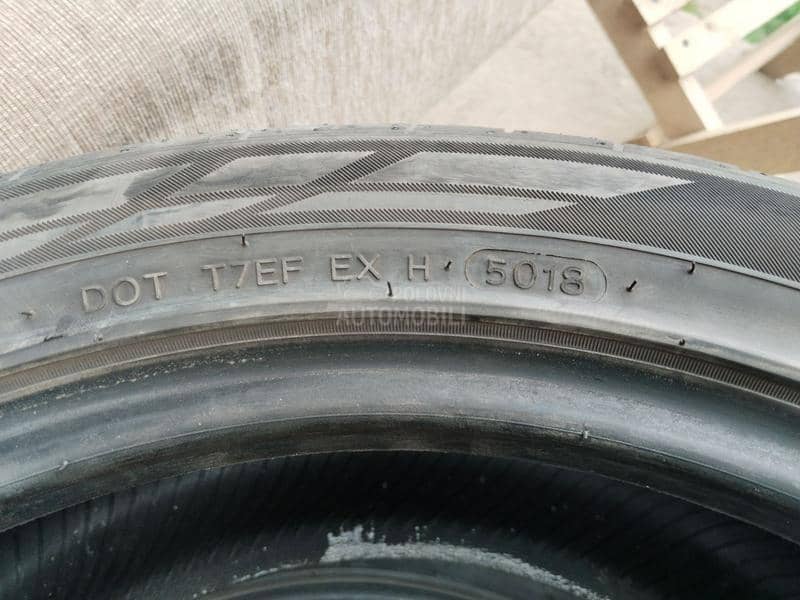 DOT T7EF EX H 5018
POLOVNI
AUTOMOBILI